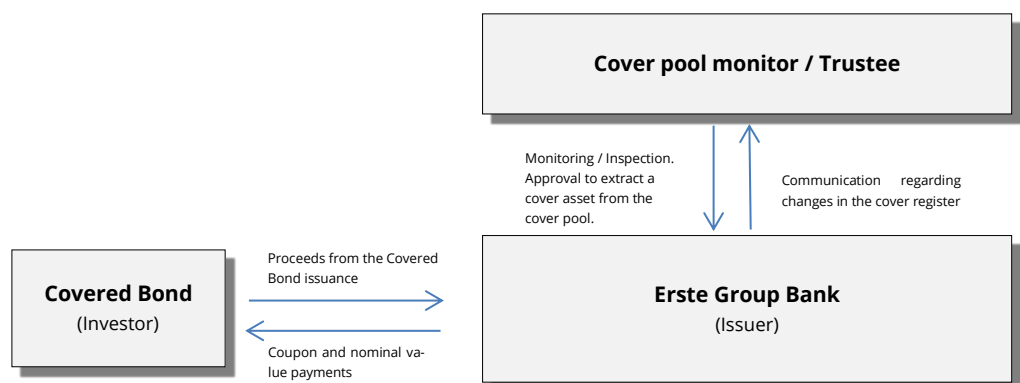 Cover pool monitor / Trustee
Monitoring / Inspection.
Approval to extract a
cover asset from the
cover pool.
Communication regarding
changes in the cover register
Proceeds from the Covered
Bond issuance
Covered Bond
(Investor)
Erste Group Bank
(Issuer)
Coupon and nominal va-
lue payments